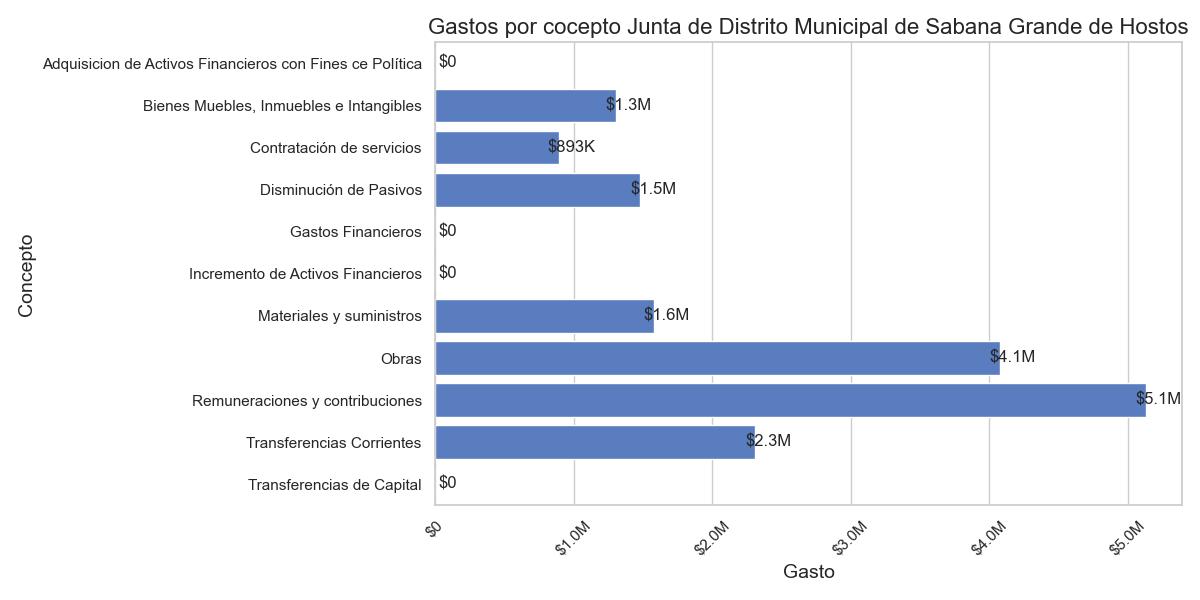 Gastos por cocepto Junta de Distrito Municipal de Sabana Grande de Hostos
Concepto
Adquisicion de Activos Financieros con Fines ce Política $0
Bienes Muebles, Inmuebles e Intangibles $1.3M
Contratación de servicios $893K
Disminución de Pasivos $1.5M
Gastos Financieros $0
Incremento de Activos Financieros $0
Materiales y suministros $1.6M
Obras $4.1M
Remuneraciones y contribuciones $5.1M
Transferencias Corrientes $2.3M
Transferencias de Capital $0
$0 $1.0M $2.0M $3.0M $4.0M $5.0M
Gasto